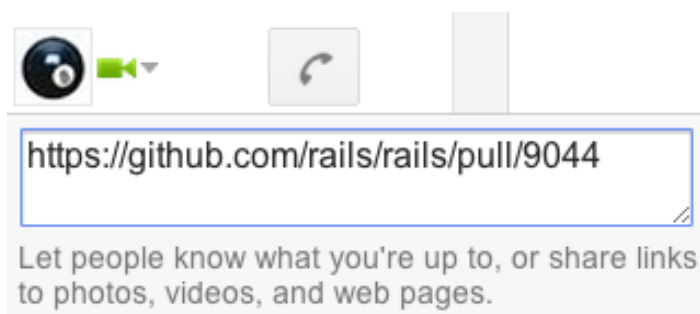 https://github.com/rails/rails/pull/9044
Let people know what you're up to, or share links
to photos, videos, and web pages.